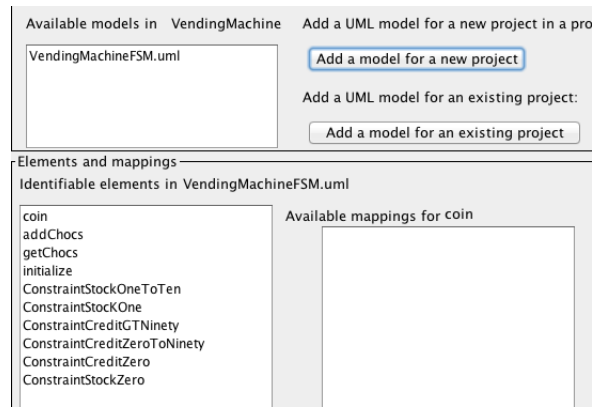 Available models in VendingMachine
Add a UML model for a new project in a pro
VendingMachineFSM.uml
Add a model for a new project
Add a UML model for an existing project:
Add a model for an existing project
Elements and mappings
Identifiable elements in VendingMachineFSM.uml
coin
addChocs
getChocs
initialize
ConstraintStockOneToTen
ConstraintStocKOne
ConstraintCreditGTNinety
ConstraintCreditZeroToNinety
ConstraintCreditZero
ConstraintStockZero
Available mappings for coin